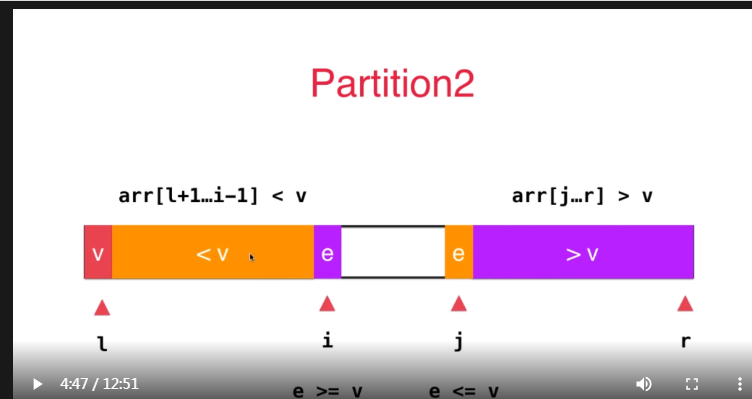 Partition2
arr[l+1…i-1] < v arr[j…r] > v
v < v e e > v
l i j r
4:47 / 12:51
e >= v e <= v